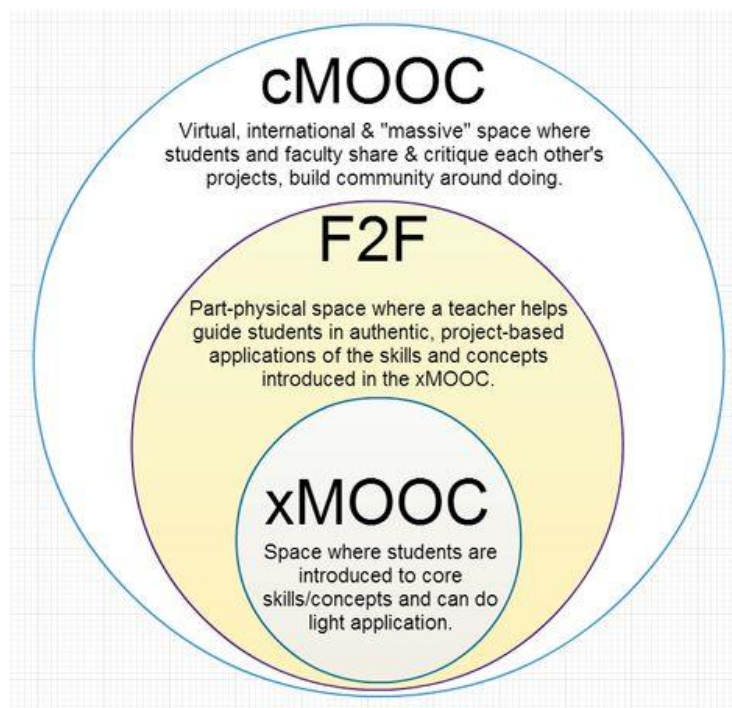 cMOOC
Virtual, international & "massive" space where
students and faculty share & critique each other's
projects, build community around doing.
F2F
Part-physical space where a teacher helps
guide students in authentic, project-based
applications of the skills and concepts
introduced in the xMOOC.
xMOOC
Space where students are
introduced to core
skills/concepts and can do
light application.